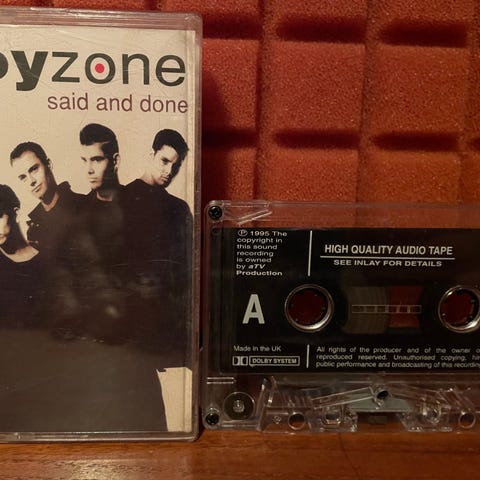 oyzone
said and done
℗ 1995 The
copyright in
this sound
recording
is owned
by aTV
Production
HIGH QUALITY AUDIO TAPE
SEE INLAY FOR DETAILS
A
Made in the UK
DOLBY SYSTEM
All rights of the producer and of the owner o
reproduced reserved. Unauthorised copying, hi
public performance and broadcasting of this recording